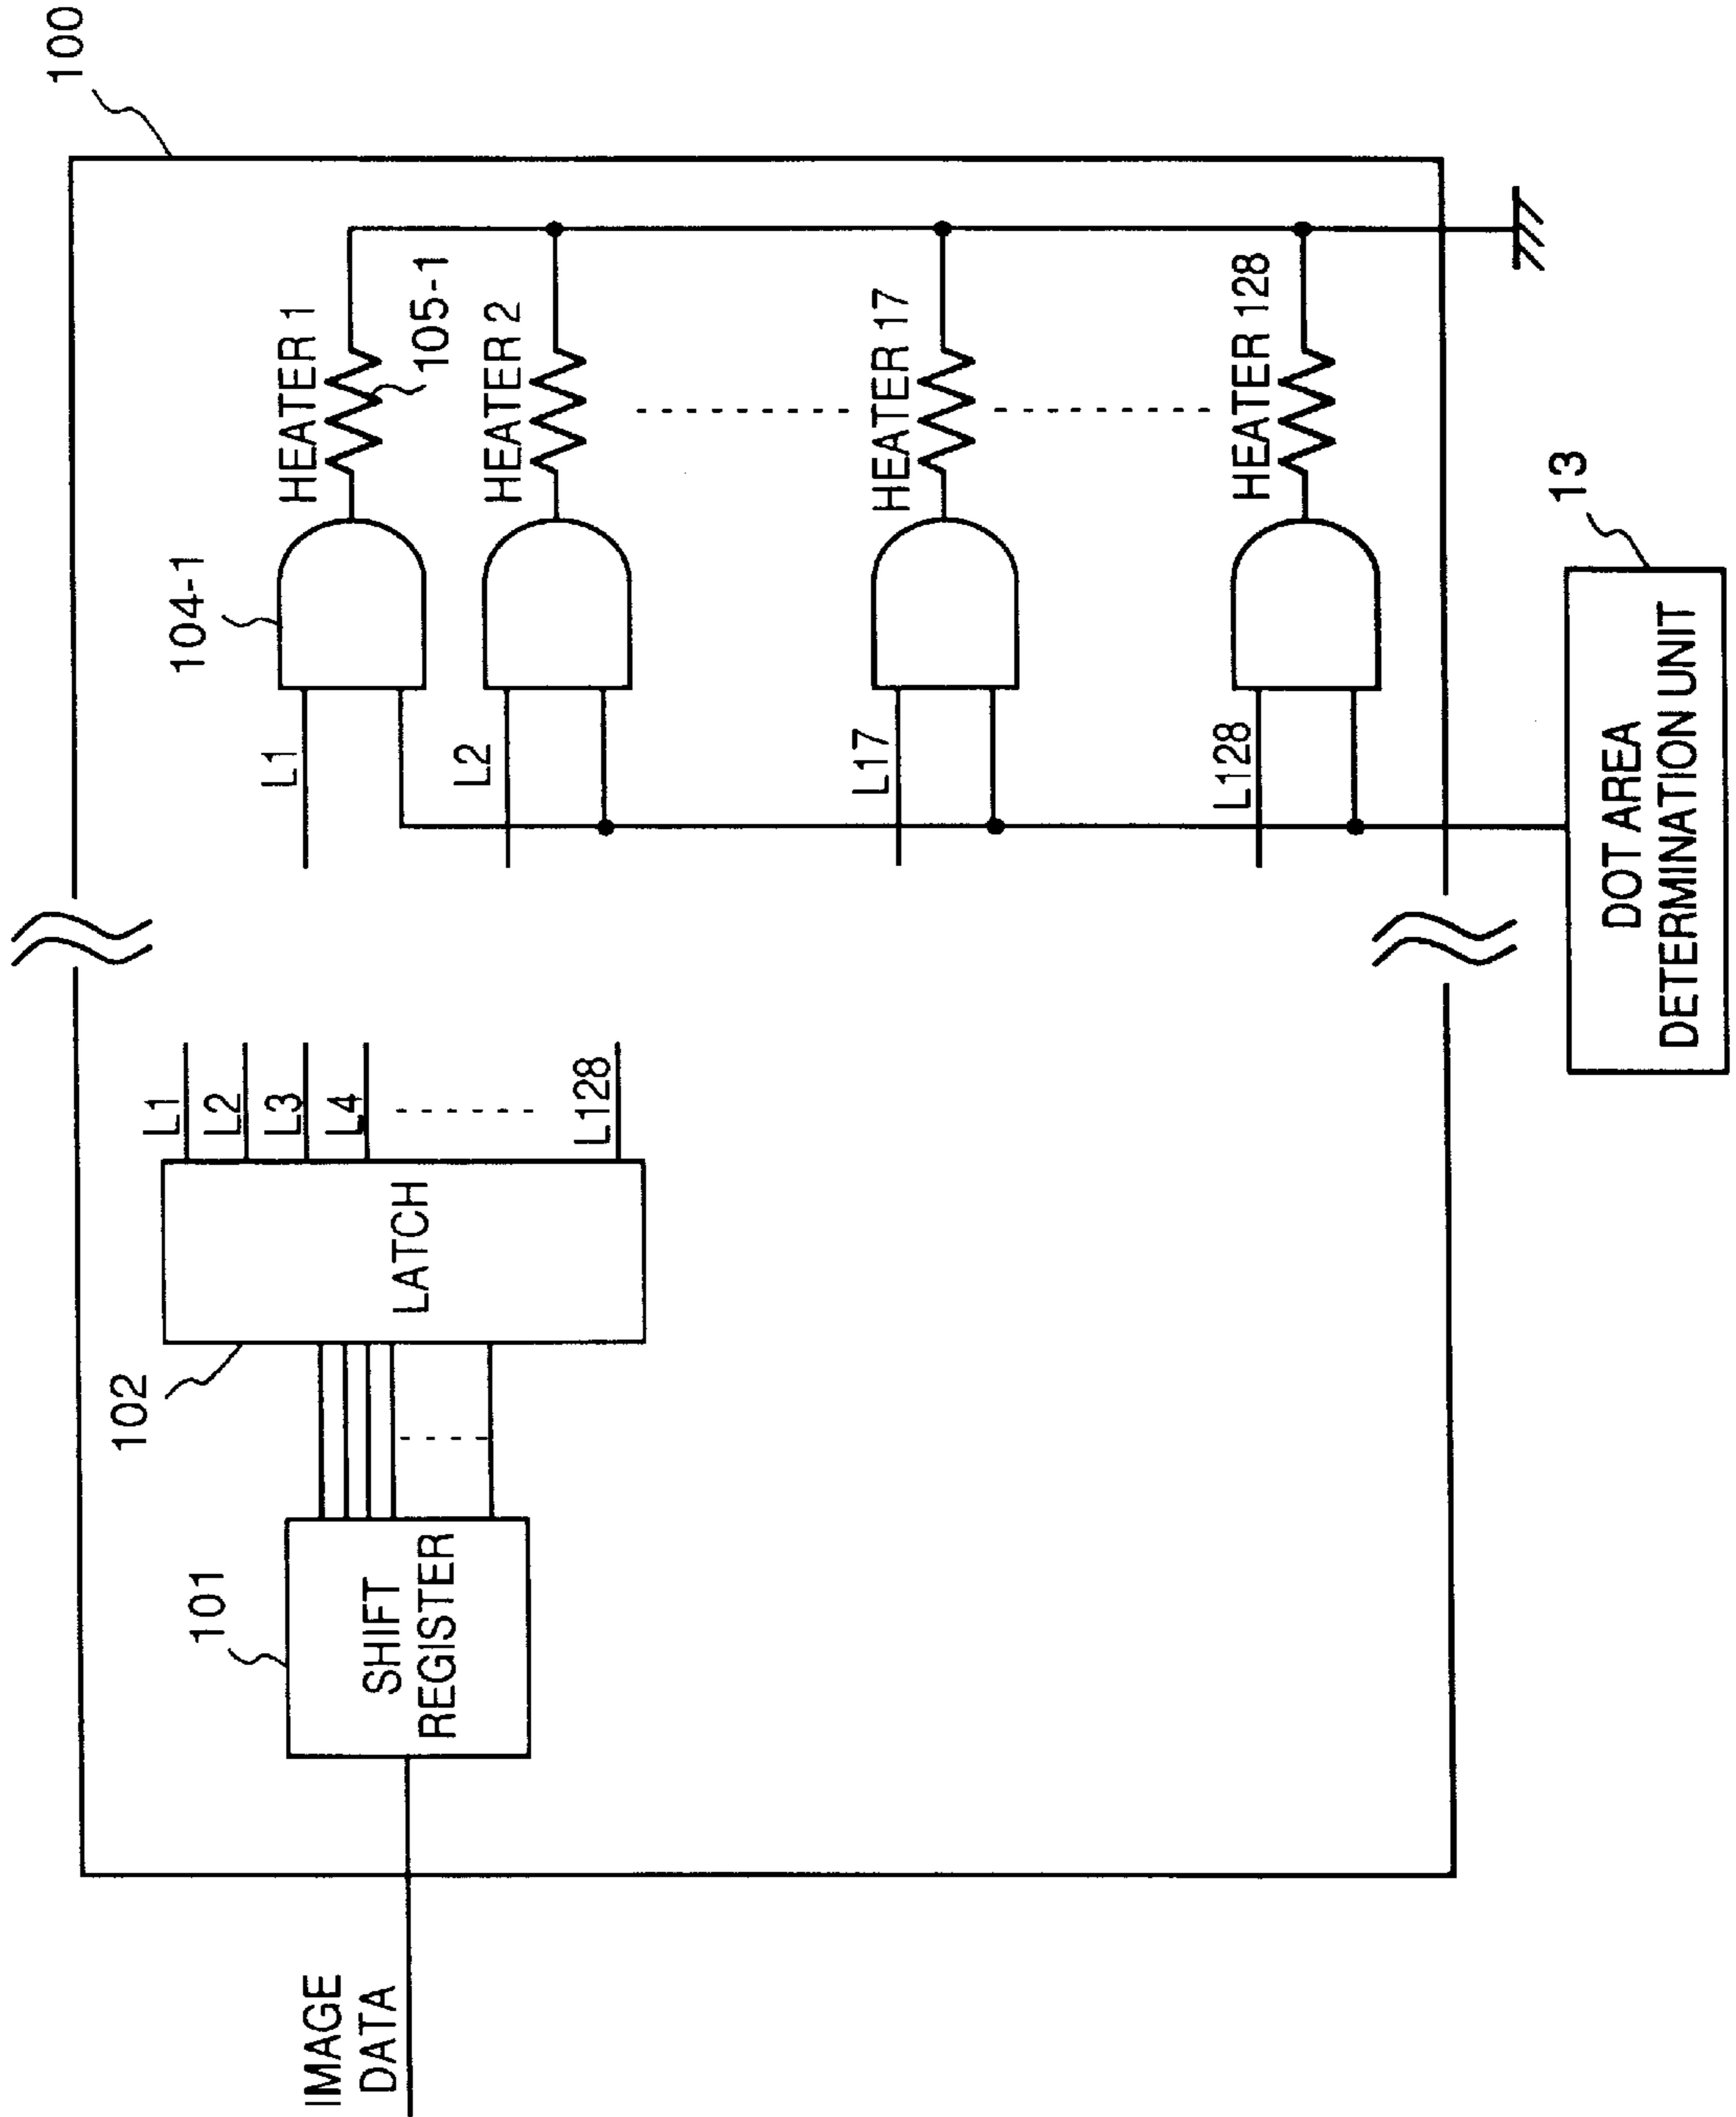 100
IMAGE
DATA
101
SHIFT
REGISTER
102
LATCH
L1
L2
L3
L4
L128
104-1
L1
HEATER 1
105-1
L2
HEATER 2
L17
HEATER 17
L128
HEATER 128
13
DOT AREA
DETERMINATION UNIT